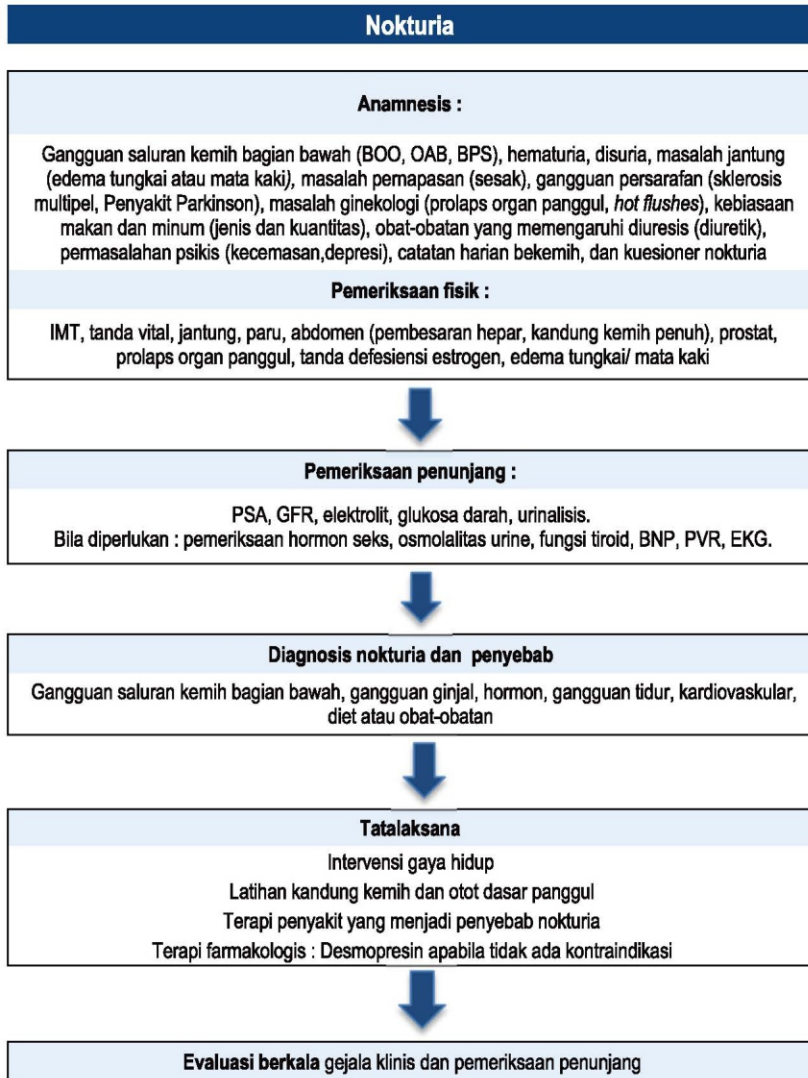 Nokturia
Anamnesis :
Gangguan saluran kemih bagian bawah (BOO, OAB, BPS), hematuria, disuria, masalah jantung
(edema tungkai atau mata kaki), masalah pernapasan (sesak), gangguan persarafan (sklerosis
multipel, Penyakit Parkinson), masalah ginekologi (prolaps organ panggul, hot flushes), kebiasaan
makan dan minum (jenis dan kuantitas), obat-obatan yang memengaruhi diuresis (diuretik),
permasalahan psikis (kecemasan,depresi), catatan harian bekemih, dan kuesioner nokturia
Pemeriksaan fisik :
IMT, tanda vital, jantung, paru, abdomen (pembesaran hepar, kandung kemih penuh), prostat,
prolaps organ panggul, tanda defesiensi estrogen, edema tungkai/ mata kaki
Pemeriksaan penunjang :
PSA, GFR, elektrolit, glukosa darah, urinalisis.
Bila diperlukan : pemeriksaan hormon seks, osmolalitas urine, fungsi tiroid, BNP, PVR, EKG.
Diagnosis nokturia dan penyebab
Gangguan saluran kemih bagian bawah, gangguan ginjal, hormon, gangguan tidur, kardiovaskular,
diet atau obat-obatan
Tatalaksana
Intervensi gaya hidup
Latihan kandung kemih dan otot dasar panggul
Terapi penyakit yang menjadi penyebab nokturia
Terapi farmakologis : Desmopresin apabila tidak ada kontraindikasi
Evaluasi berkala gejala klinis dan pemeriksaan penunjang